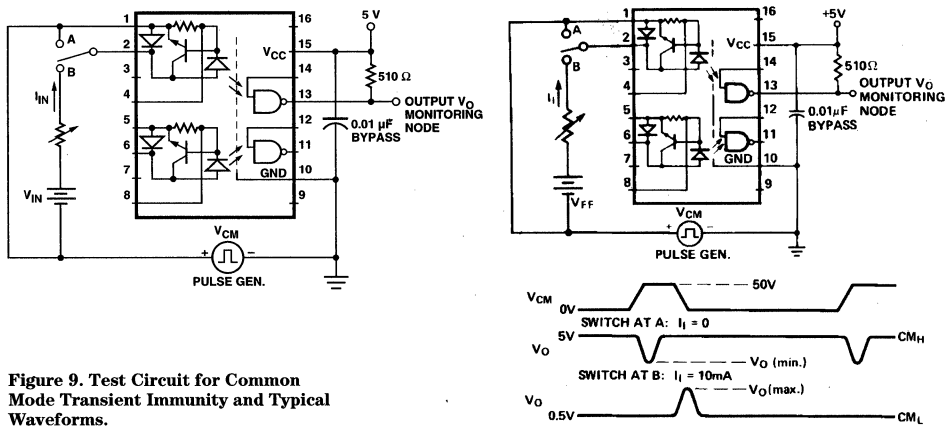 1
16
5 V
A
2
VCC
15
B
14
3
510 Ω
IIN
4
13
OUTPUT VO
MONITORING
NODE
5
12
0.01 µF
BYPASS
6
11
7
GND
10
VIN
8
9
VCM
+
−
PULSE GEN.
1
16
+5V
A
2
VCC
15
B
14
3
510Ω
II
4
13
OUTPUT VO
MONITORING
NODE
5
12
0.01µF
BYPASS
6
11
7
GND
10
8
9
VFF
VCM
+
−
PULSE GEN.
VCM
0V
50V
SWITCH AT A: II = 0
5V
VO
CMH
VO (min.)
SWITCH AT B: II = 10mA
VO(max.)
VO
0.5V
CML
Figure 9. Test Circuit for Common
Mode Transient Immunity and Typical
Waveforms.